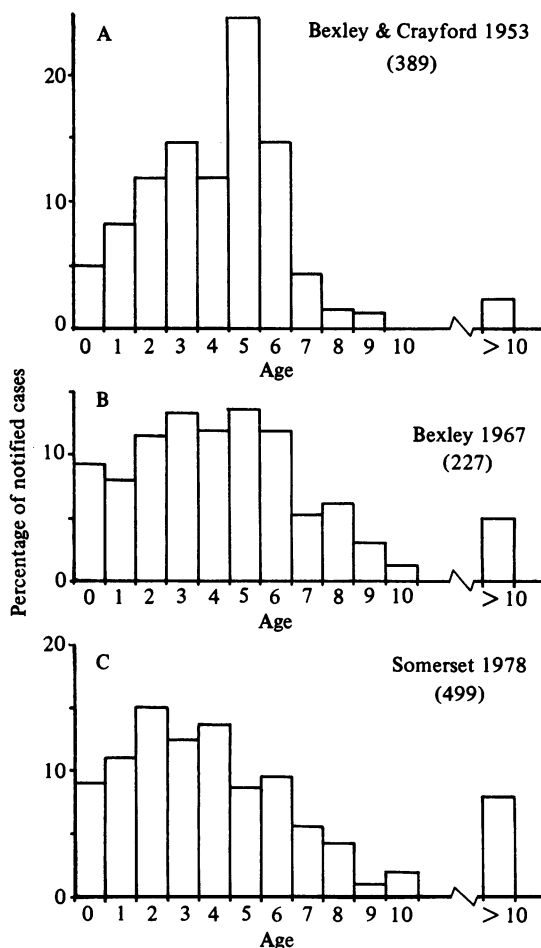 A
Bexley & Crayford 1953
(389)
20
10
0
0 1 2 3 4 5 6 7 8 9 10 > 10
Age
Percentage of notified cases
B
Bexley 1967
(227)
10
0
0 1 2 3 4 5 6 7 8 9 10 > 10
Age
C
Somerset 1978
(499)
20
10
0
0 1 2 3 4 5 6 7 8 9 10 > 10
Age